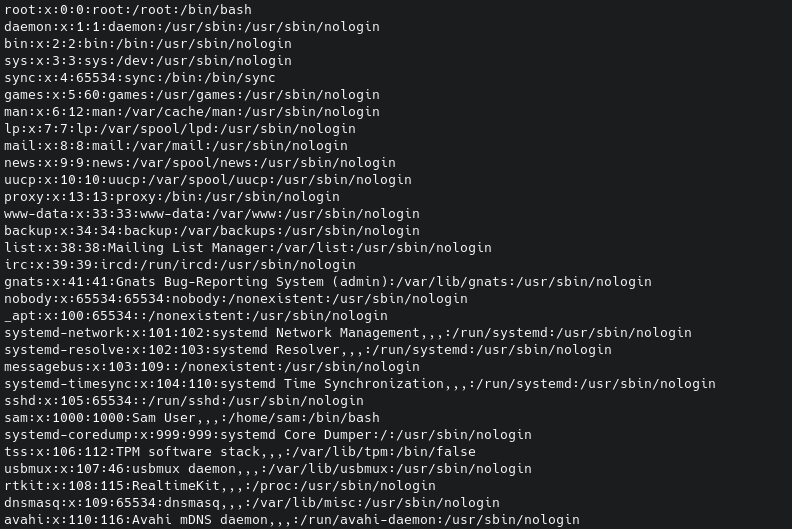 root:x:0:0:root:/root:/bin/bash
daemon:x:1:1:daemon:/usr/sbin:/usr/sbin/nologin
bin:x:2:2:bin:/bin:/usr/sbin/nologin
sys:x:3:3:sys:/dev:/usr/sbin/nologin
sync:x:4:65534:sync:/bin:/bin/sync
games:x:5:60:games:/usr/games:/usr/sbin/nologin
man:x:6:12:man:/var/cache/man:/usr/sbin/nologin
lp:x:7:7:lp:/var/spool/lpd:/usr/sbin/nologin
mail:x:8:8:mail:/var/mail:/usr/sbin/nologin
news:x:9:9:news:/var/spool/news:/usr/sbin/nologin
uucp:x:10:10:uucp:/var/spool/uucp:/usr/sbin/nologin
proxy:x:13:13:proxy:/bin:/usr/sbin/nologin
www-data:x:33:33:www-data:/var/www:/usr/sbin/nologin
backup:x:34:34:backup:/var/backups:/usr/sbin/nologin
list:x:38:38:Mailing List Manager:/var/list:/usr/sbin/nologin
irc:x:39:39:ircd:/run/ircd:/usr/sbin/nologin
gnats:x:41:41:Gnats Bug-Reporting System (admin):/var/lib/gnats:/usr/sbin/nologin
nobody:x:65534:65534:nobody:/nonexistent:/usr/sbin/nologin
_apt:x:100:65534::/nonexistent:/usr/sbin/nologin
systemd-network:x:101:102:systemd Network Management,,,:/run/systemd:/usr/sbin/nologin
systemd-resolve:x:102:103:systemd Resolver,,,:/run/systemd:/usr/sbin/nologin
messagebus:x:103:109::/nonexistent:/usr/sbin/nologin
systemd-timesync:x:104:110:systemd Time Synchronization,,,:/run/systemd:/usr/sbin/nologin
sshd:x:105:65534::/run/sshd:/usr/sbin/nologin
sam:x:1000:1000:Sam User,,,:/home/sam:/bin/bash
systemd-coredump:x:999:999:systemd Core Dumper:/:/usr/sbin/nologin
tss:x:106:112:TPM software stack,,,:/var/lib/tpm:/bin/false
usbmux:x:107:46:usbmux daemon,,,:/var/lib/usbmux:/usr/sbin/nologin
rtkit:x:108:115:RealtimeKit,,,:/proc:/usr/sbin/nologin
dnsmasq:x:109:65534:dnsmasq,,,:/var/lib/misc:/usr/sbin/nologin
avahi:x:110:116:Avahi mDNS daemon,,,:/run/avahi-daemon:/usr/sbin/nologin